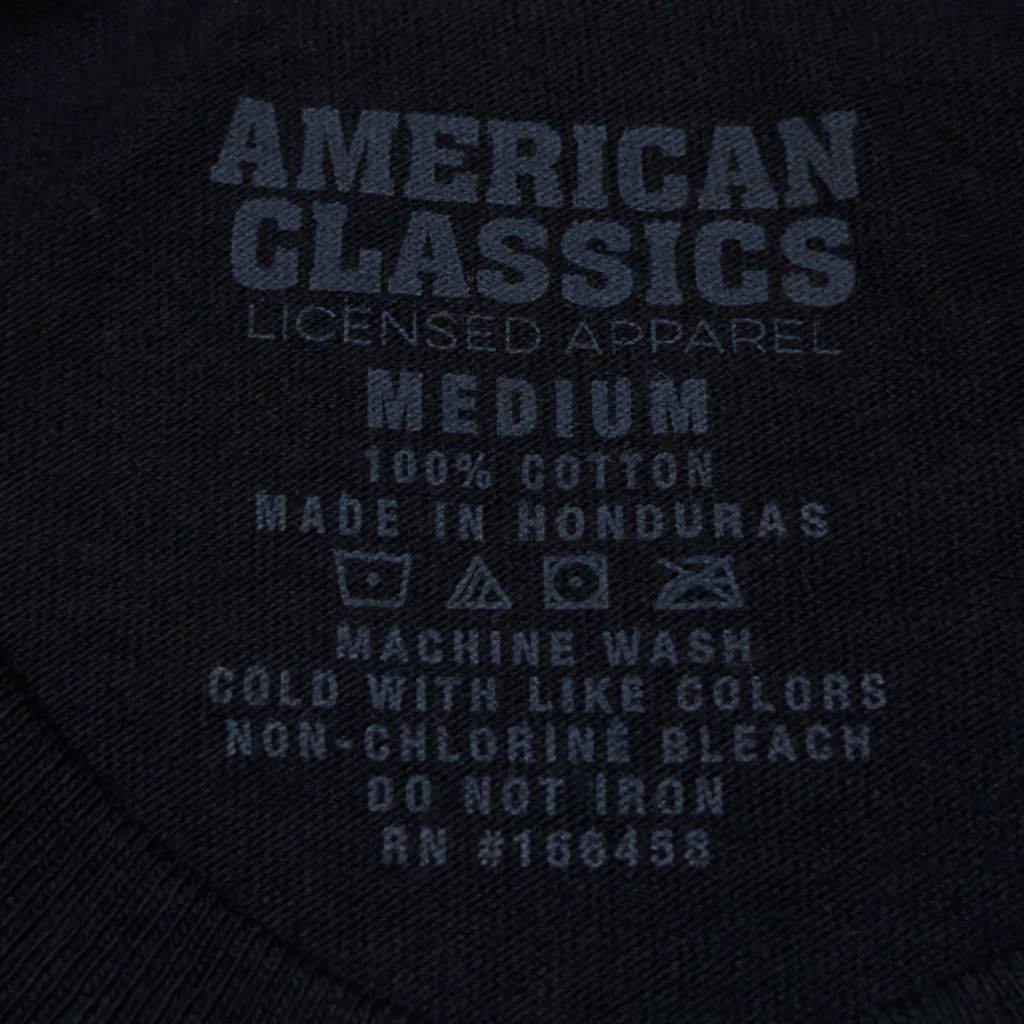 AMERICAN
CLASSICS
LICENSED APPAREL
MEDIUM
100% COTTON
MADE IN HONDURAS
MACHINE WASH
COLD WITH LIKE COLORS
NON-CHLORINE BLEACH
DO NOT IRON
RN #166458